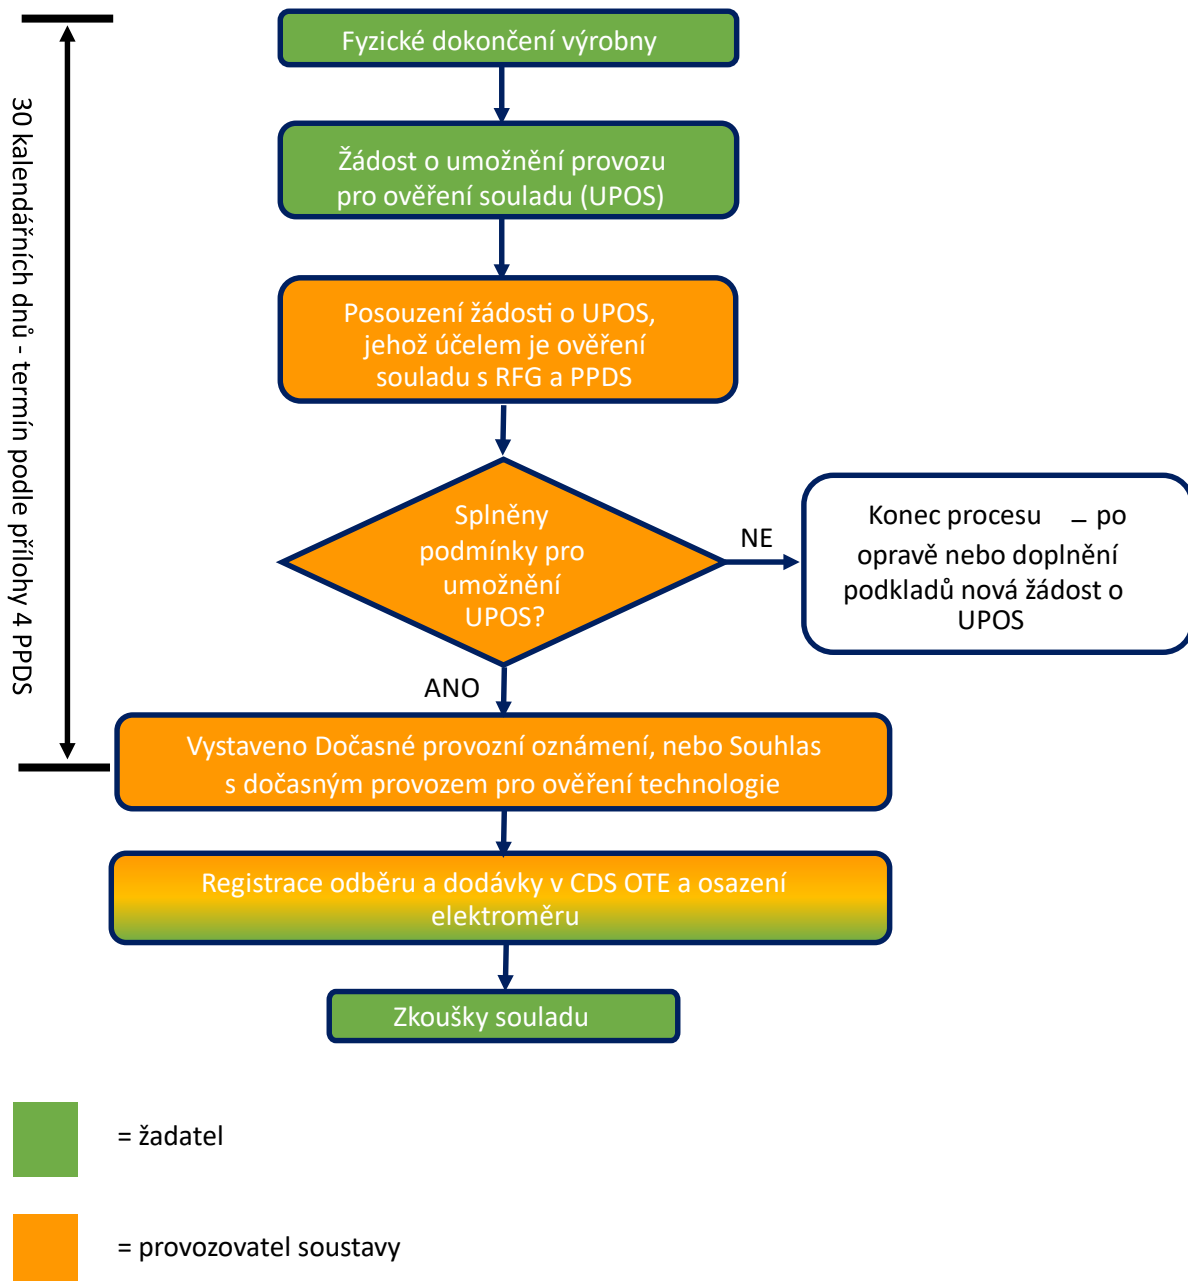 30 kalendářních dnů - termín podle přílohy 4 PPDS
Fyzické dokončení výrobny
Žádost o umožnění provozu
pro ověření souladu (UPOS)
Posouzení žádosti o UPOS,
jehož účelem je ověření
souladu s RFG a PPDS
Splněny
podmínky pro
umožnění
UPOS?
NE
Konec procesu – po
opravě nebo doplnění
podkladů nová žádost o
UPOS
ANO
Vystaveno Dočasné provozní oznámení, nebo Souhlas
s dočasným provozem pro ověření technologie
Registrace odběru a dodávky v CDS OTE a osazení
elektroměru
Zkoušky souladu
= žadatel
= provozovatel soustavy